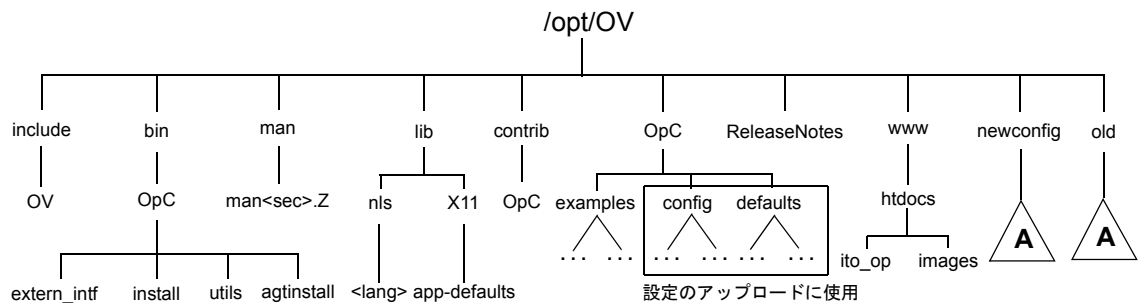 /opt/OV
include bin man lib contrib OpC ReleaseNotes www newconfig old
OV OpC man<sec>.Z nls X11 OpC examples config defaults htdocs
A A
... ... ... ... ... ... ito_op images
extern_intf install utils agtinstall <lang> app-defaults 設定のアップロードに使用